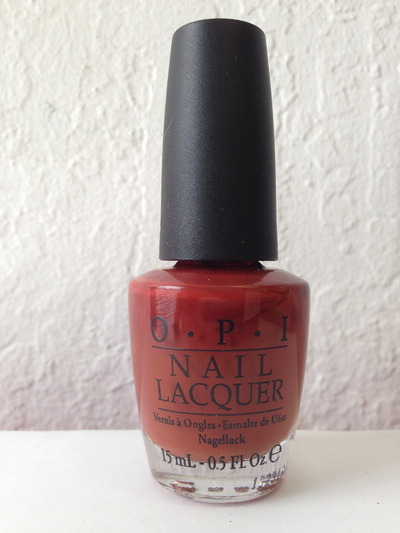 O·P·I
NAIL
LACQUER
Vernis à Ongles · Esmalte de Uñas
Nagellack
15 mL - 0.5 Fl. Oz ℮